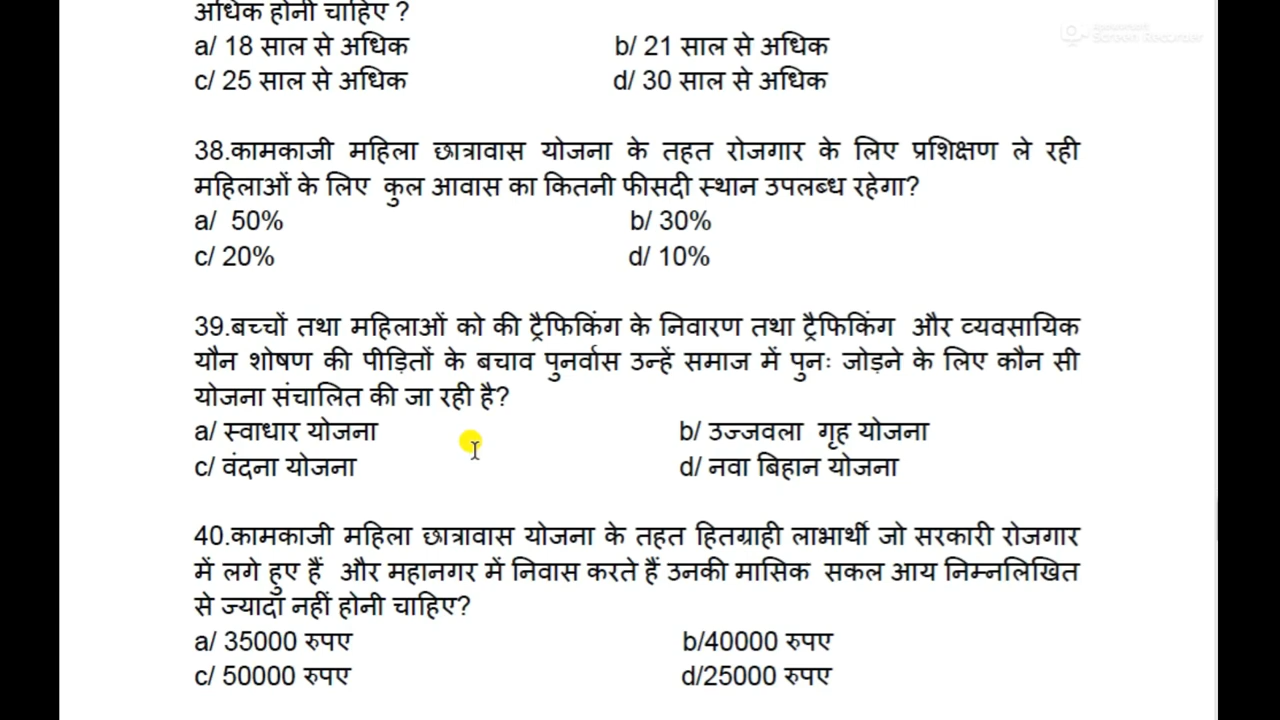 अधिक होनी चाहिए ?
a/ 18 साल से अधिक b/ 21 साल से अधिक
c/ 25 साल से अधिक d/ 30 साल से अधिक
38.कामकाजी महिला छात्रावास योजना के तहत रोजगार के लिए प्रशिक्षण ले रही
महिलाओं के लिए कुल आवास का कितनी फीसदी स्थान उपलब्ध रहेगा?
a/ 50% b/ 30%
c/ 20% d/ 10%
39.बच्चों तथा महिलाओं को की ट्रैफिकिंग के निवारण तथा ट्रैफिकिंग और व्यवसायिक
यौन शोषण की पीड़ितों के बचाव पुनर्वास उन्हें समाज में पुनः जोड़ने के लिए कौन सी
योजना संचालित की जा रही है?
a/ स्वाधार योजना b/ उज्जवला गृह योजना
c/ वंदना योजना d/ नवा बिहान योजना
40.कामकाजी महिला छात्रावास योजना के तहत हितग्राही लाभार्थी जो सरकारी रोजगार
में लगे हुए हैं और महानगर में निवास करते हैं उनकी मासिक सकल आय निम्नलिखित
से ज्यादा नहीं होनी चाहिए?
a/ 35000 रुपए b/40000 रुपए
c/ 50000 रुपए d/25000 रुपए
Screen Recorder